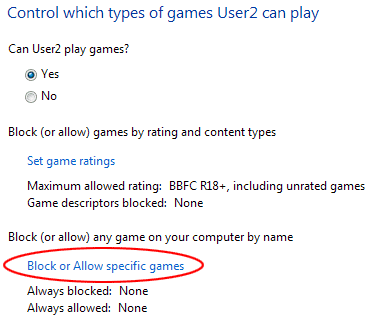 Control which types of games User2 can play
Can User2 play games?
Yes
No
Block (or allow) games by rating and content types
Set game ratings
Maximum allowed rating: BBFC R18+, including unrated games
Game descriptors blocked: None
Block (or allow) any game on your computer by name
Block or Allow specific games
Always blocked: None
Always allowed: None